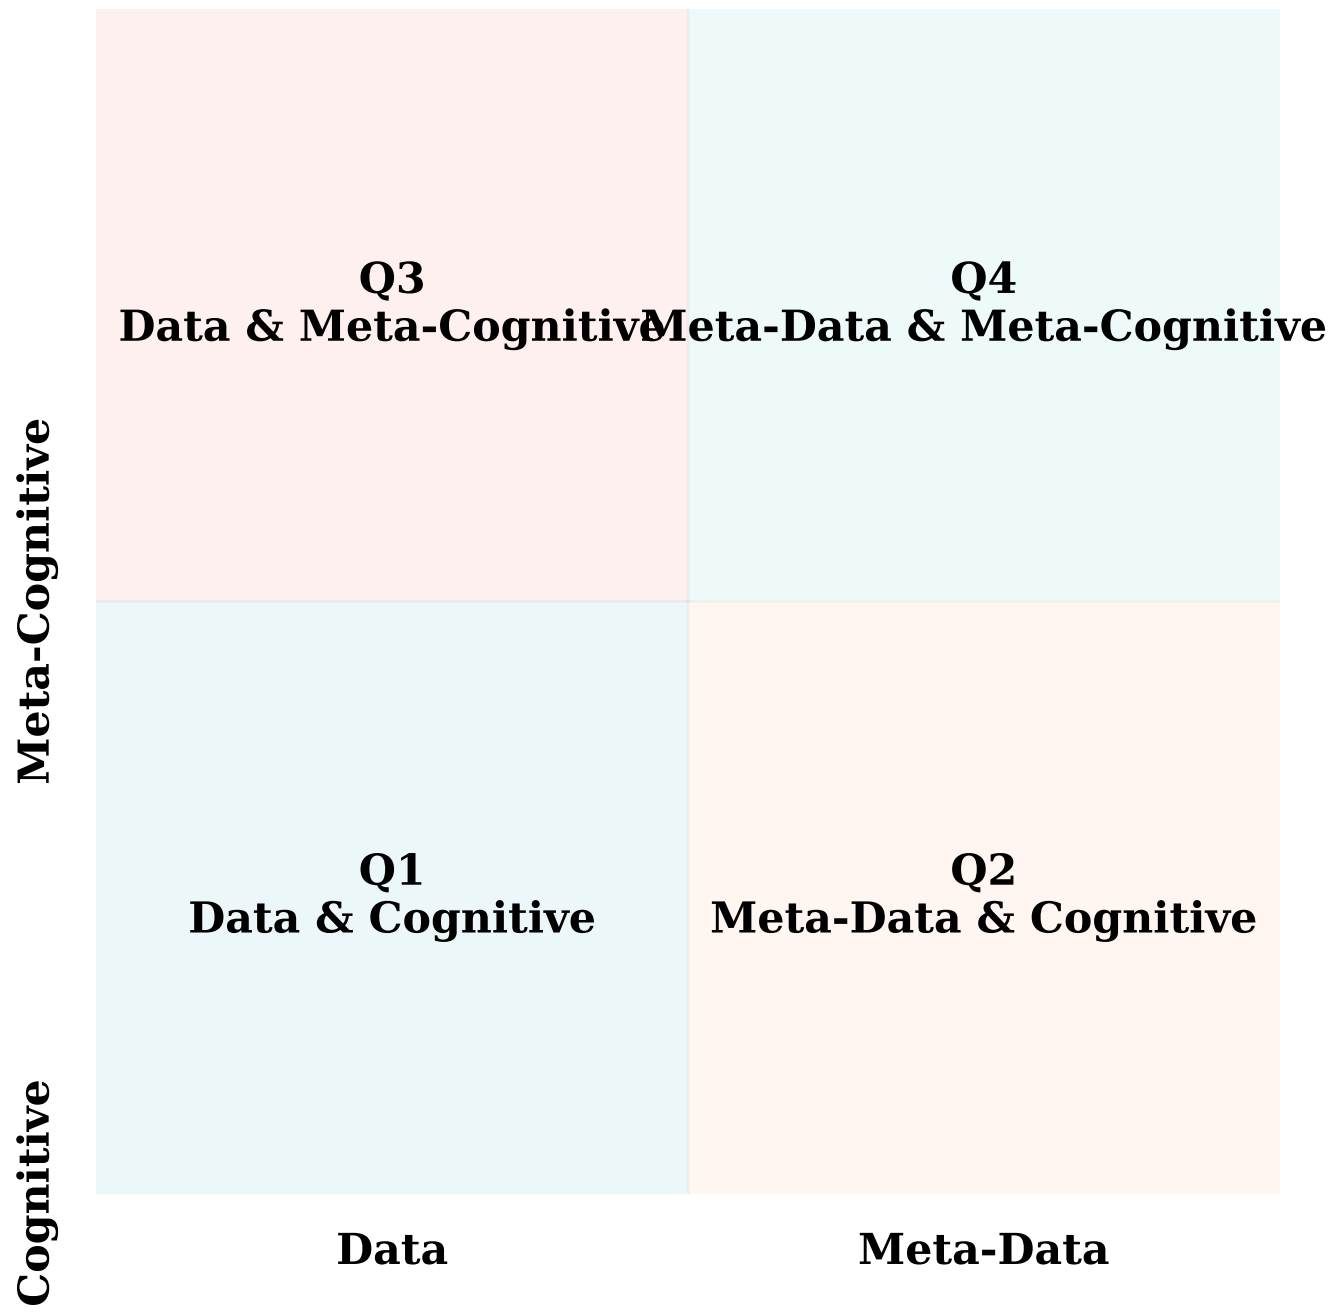 Q3
Data & Meta-Cognitive
Q4
Meta-Data & Meta-Cognitive
Meta-Cognitive
Q1
Data & Cognitive
Q2
Meta-Data & Cognitive
Cognitive
Data
Meta-Data